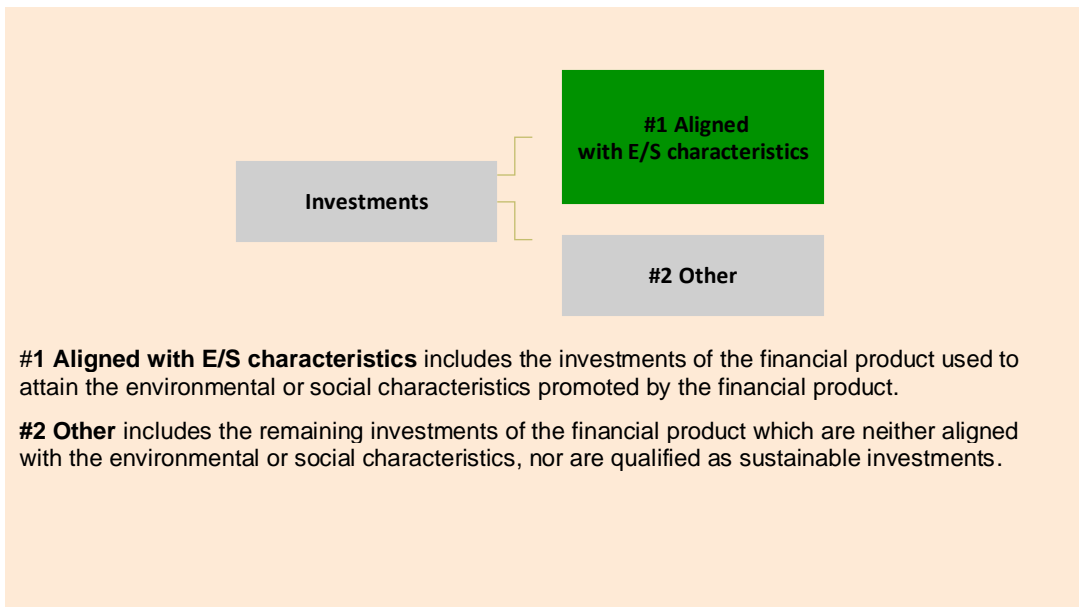 #1 Aligned
with E/S characteristics
Investments
#2 Other
#1 Aligned with E/S characteristics includes the investments of the financial product used to
attain the environmental or social characteristics promoted by the financial product.
#2 Other includes the remaining investments of the financial product which are neither aligned
with the environmental or social characteristics, nor are qualified as sustainable investments.